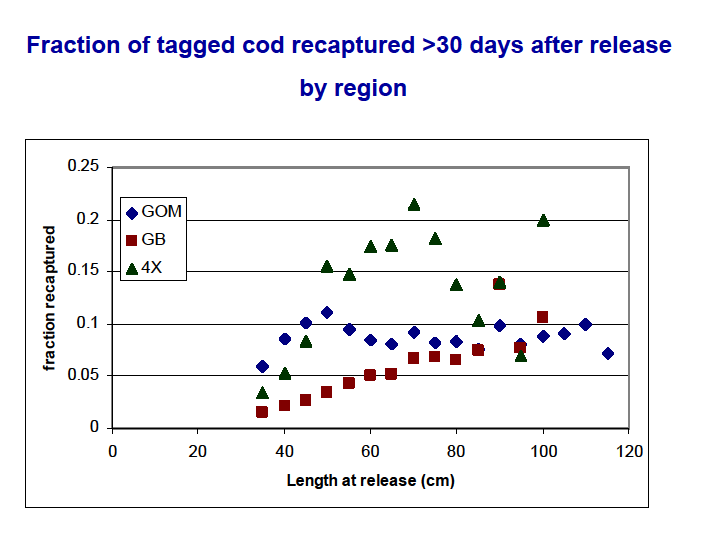 Fraction of tagged cod recaptured >30 days after release
by region
0.25
0.2
0.15
0.1
0.05
0
fraction recaptured
GOM
GB
4X
0 20 40 60 80 100 120
Length at release (cm)